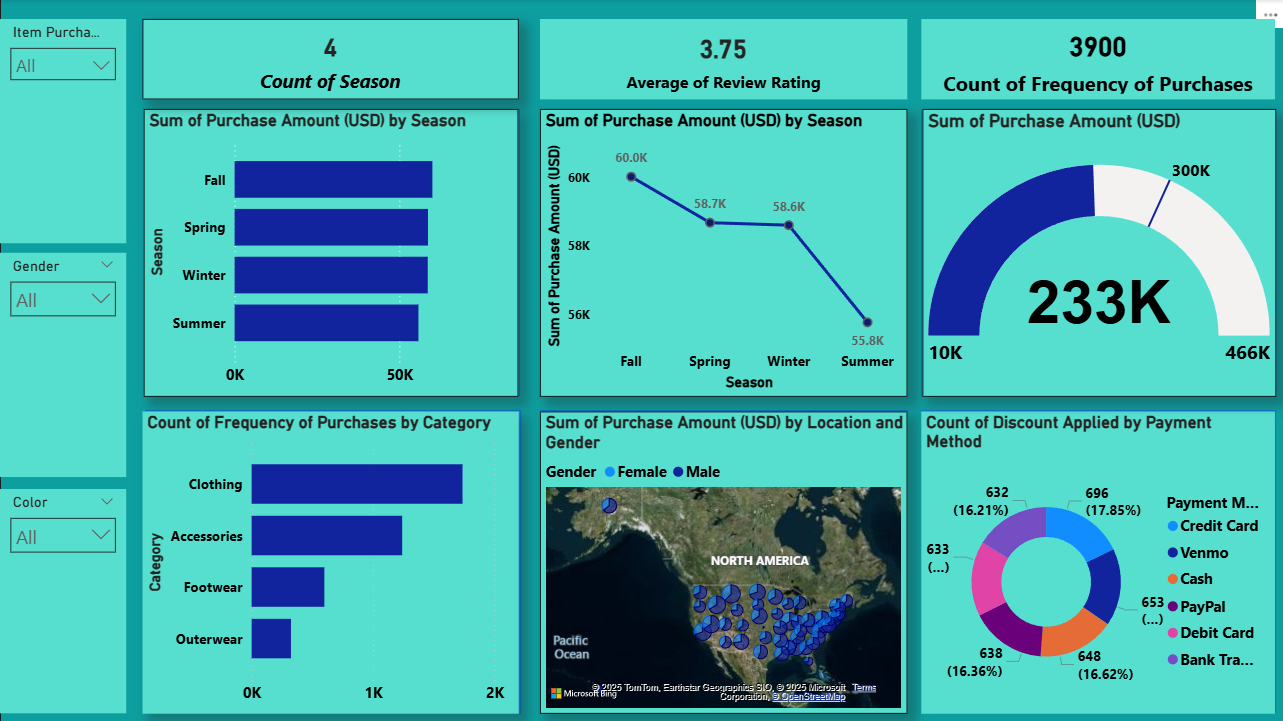 Item Purcha...
All
Gender
All
Color
All
4
Count of Season
3.75
Average of Review Rating
3900
Count of Frequency of Purchases
Sum of Purchase Amount (USD) by Season
Season
Fall
Spring
Winter
Summer
0K
50K
Sum of Purchase Amount (USD) by Season
Sum of Purchase Amount (USD)
60K
58K
56K
60.0K
58.7K
58.6K
55.8K
Fall
Spring
Winter
Summer
Season
Sum of Purchase Amount (USD)
300K
233K
10K
466K
Count of Frequency of Purchases by Category
Category
Clothing
Accessories
Footwear
Outerwear
0K
1K
2K
Sum of Purchase Amount (USD) by Location and
Gender
Gender
Female
Male
NORTH AMERICA
Pacific
Ocean
Microsoft Bing
© 2025 TomTom, Earthstar Geographics SIO, © 2025 Microsoft Terms
Corporation, © OpenStreetMap
Count of Discount Applied by Payment
Method
696
(17.85%)
653
(...)
648
(16.62%)
638
(16.36%)
633
(...)
632
(16.21%)
Payment M...
Credit Card
Venmo
Cash
PayPal
Debit Card
Bank Tra...